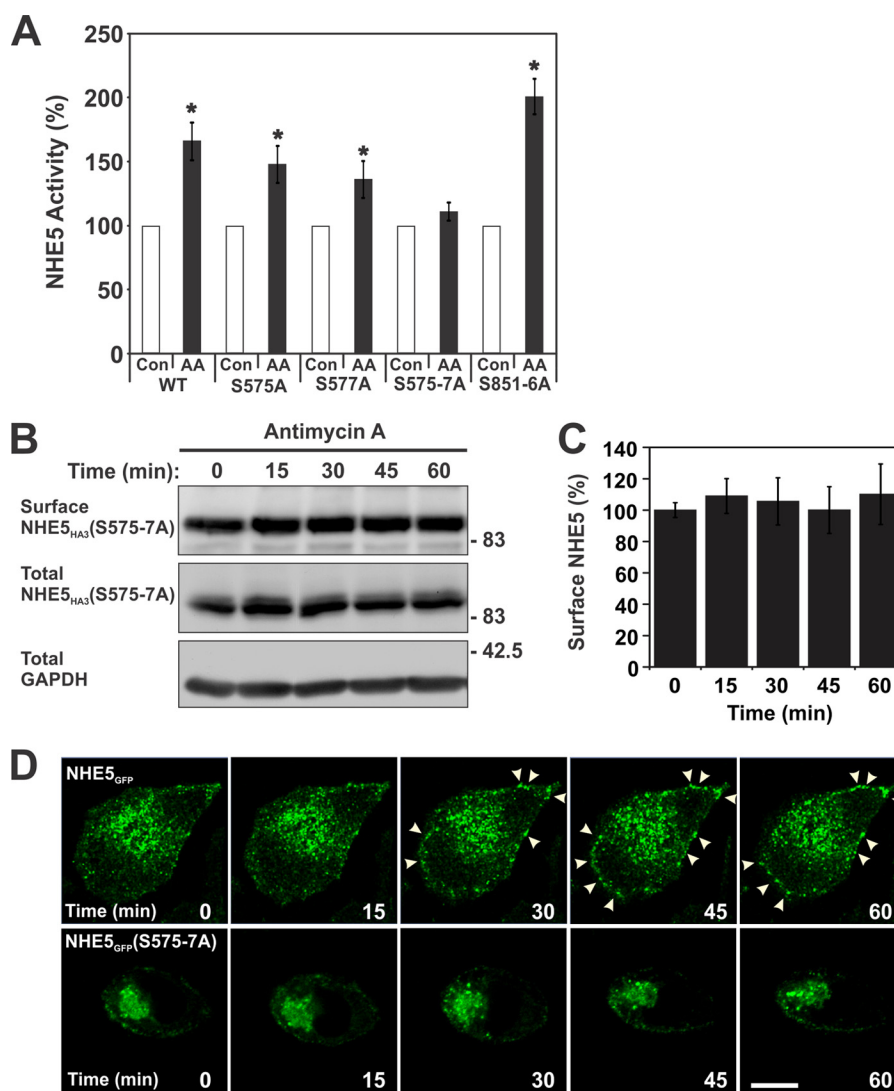 A
250
200
150
100
50
0
NHE5 Activity (%)
* * * *
Con AA Con AA Con AA Con AA Con AA
WT S575A S577A S575-7A S851-6A
B
Antimycin A
Time (min): 0 15 30 45 60
Surface
NHE5HA3(S575-7A)
- 83
Total
NHE5HA3(S575-7A)
- 83
- 42.5
Total
GAPDH
C
140
120
100
80
60
40
20
0
Surface NHE5 (%)
0 15 30 45 60
Time (min)
D
NHE5GFP
Time (min) 0 15 30 45 60
NHE5GFP(S575-7A)
Time (min) 0 15 30 45 60